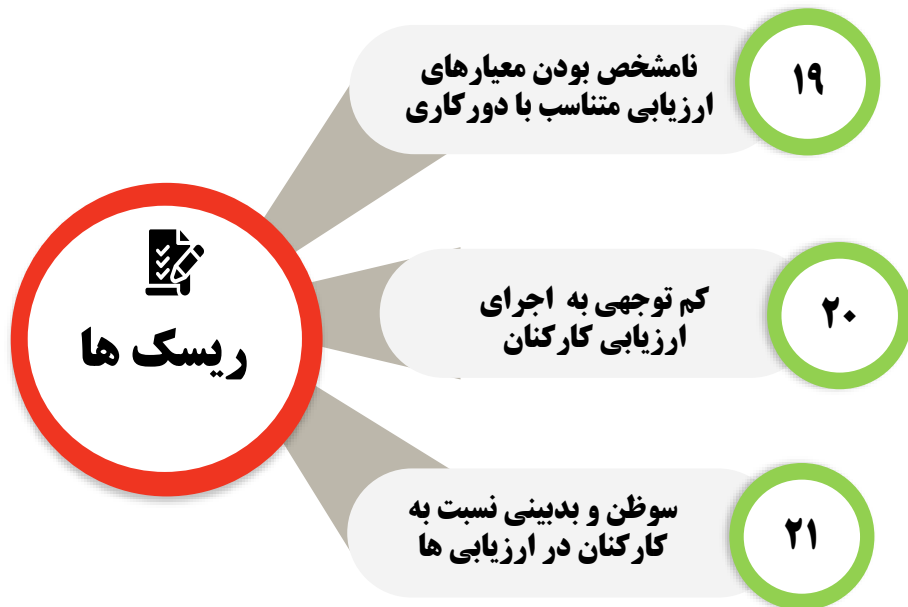 ریسک ها
۱۹
نامشخص بودن معیارهای
ارزیابی متناسب با دورکاری
۲۰
کم توجهی به اجرای
ارزیابی کارکنان
۲۱
سوظن و بدبینی نسبت به
کارکنان در ارزیابی ها